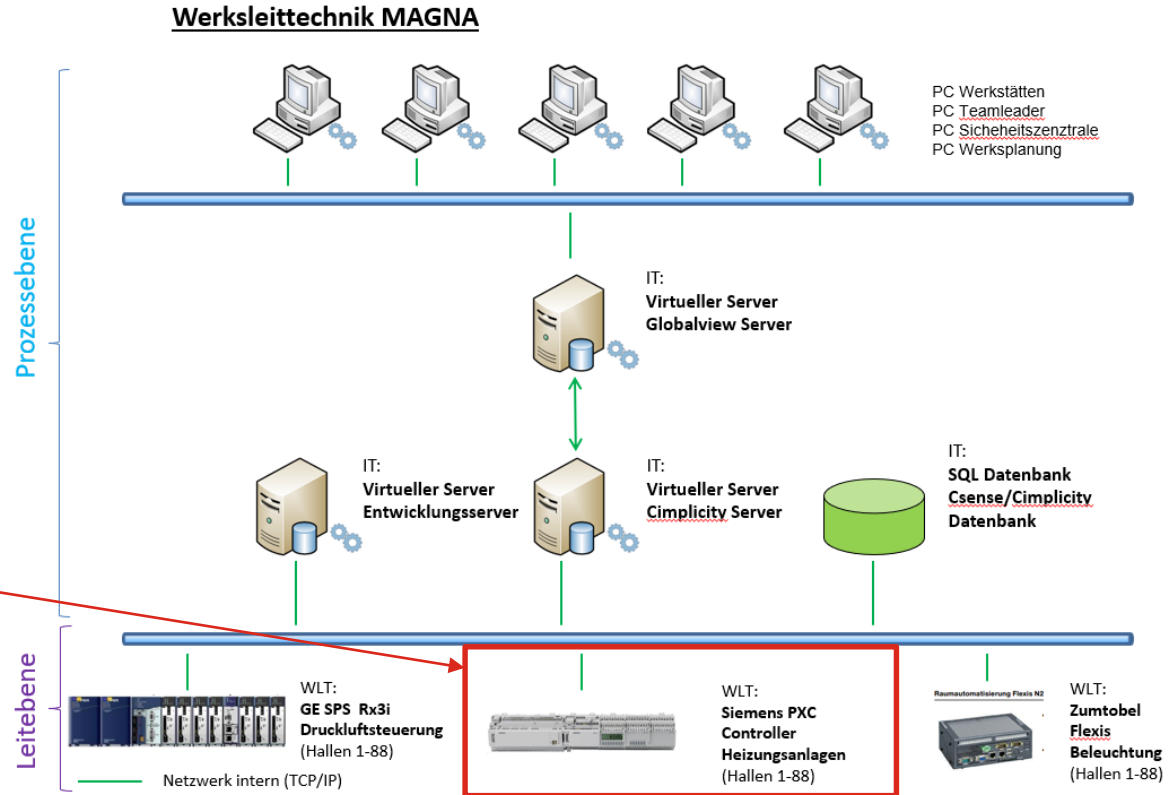 Werksleittechnik MAGNA
PC Werkstätten
PC Teamleader
PC Sicheheitszenztrale
PC Werksplanung
Prozessebene
IT:
Virtueller Server
Globalview Server
IT:
Virtueller Server
Entwicklungsserver
IT:
Virtueller Server
Cimplicity Server
IT:
SQL Datenbank
Csense/Cimplicity
Datenbank
Leitebene
WLT:
GE SPS Rx3i
Druckluftsteuerung
(Hallen 1-88)
WLT:
Siemens PXC
Controller
Heizungsanlagen
(Hallen 1-88)
Raumautomatisierung Flexis N2
WLT:
Zumtobel
Flexis
Beleuchtung
(Hallen 1-88)
Netzwerk intern (TCP/IP)